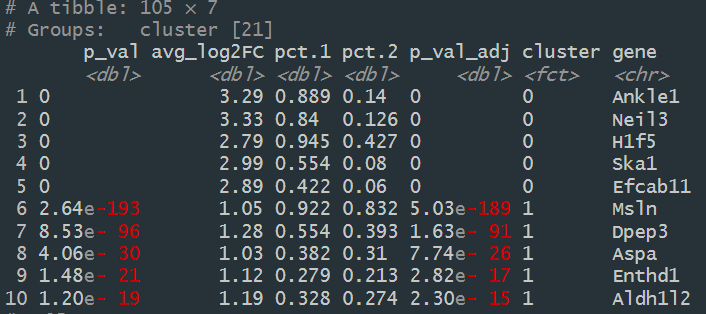 # A tibble: 105 × 7
# Groups:   cluster [21]
p_val avg_log2FC pct.1 pct.2 p_val_adj cluster gene
<dbl> <dbl> <dbl> <dbl> <dbl> <fct> <chr>
1 0 3.29 0.889 0.14 0 0 Ankle1
2 0 3.33 0.84 0.126 0 0 Neil3
3 0 2.79 0.945 0.427 0 0 H1f5
4 0 2.99 0.554 0.08 0 0 Ska1
5 0 2.89 0.422 0.06 0 0 Efcab11
6 2.64e-193 1.05 0.922 0.832 5.03e-189 1 Msln
7 8.53e- 96 1.28 0.554 0.393 1.63e- 91 1 Dpep3
8 4.06e- 30 1.03 0.382 0.31 7.74e- 26 1 Aspa
9 1.48e- 21 1.12 0.279 0.213 2.82e- 17 1 Enthd1
10 1.20e- 19 1.19 0.328 0.274 2.30e- 15 1 Aldh1l2